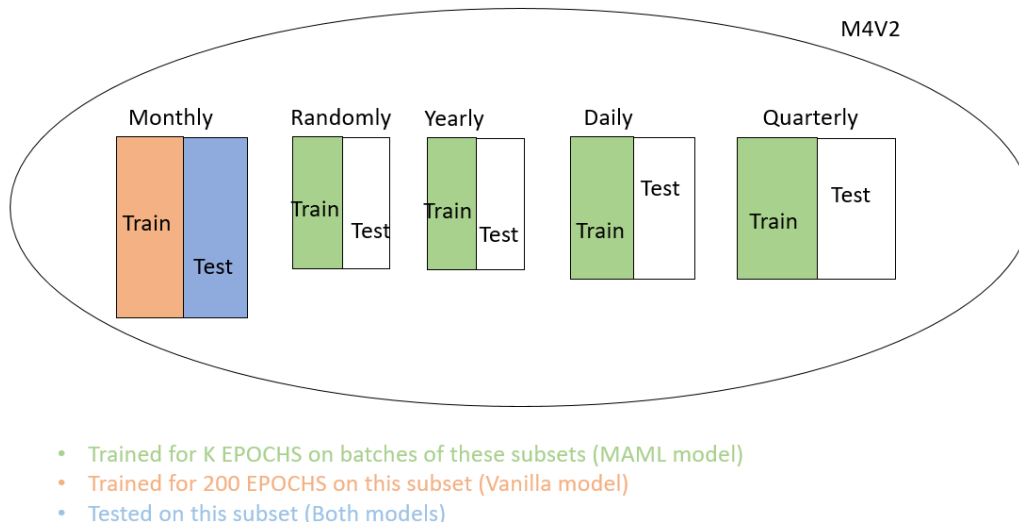 M4V2
Monthly
Randomly
Yearly
Daily
Quarterly
Train
Test
Train
Test
Train
Test
Train
Test
Train
Test
• Trained for K EPOCHS on batches of these subsets (MAML model)
• Trained for 200 EPOCHS on this subset (Vanilla model)
• Tested on this subset (Both models)